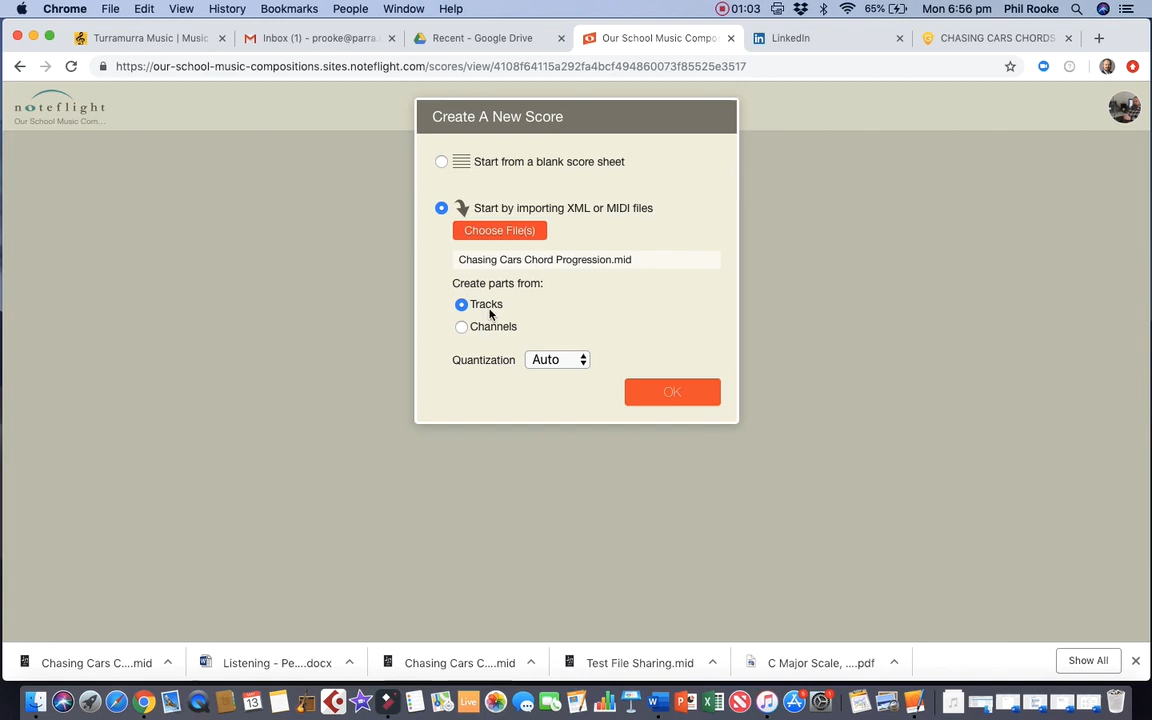 Chrome File Edit View History Bookmarks People Window Help 01:03 65% Mon 6:56 pm Phil Rooke
Turramurra Music | Music Inbox (1) - prooke@parra. Recent - Google Drive Our School Music Compo: LinkedIn CHASING CARS CHORDS
https://our-school-music-compositions.sites.noteflight.com/scores/view/4108f64115a292fa4bcf494860073f85525e3517
noteflight
Our School Music Com...
Create A New Score
Start from a blank score sheet
Start by importing XML or MIDI files
Choose File(s)
Chasing Cars Chord Progression.mid
Create parts from:
Tracks
Channels
Quantization Auto
OK
Chasing Cars C....mid Listening - Pe....docx Chasing Cars C....mid Test File Sharing.mid C Major Scale, ....pdf Show All